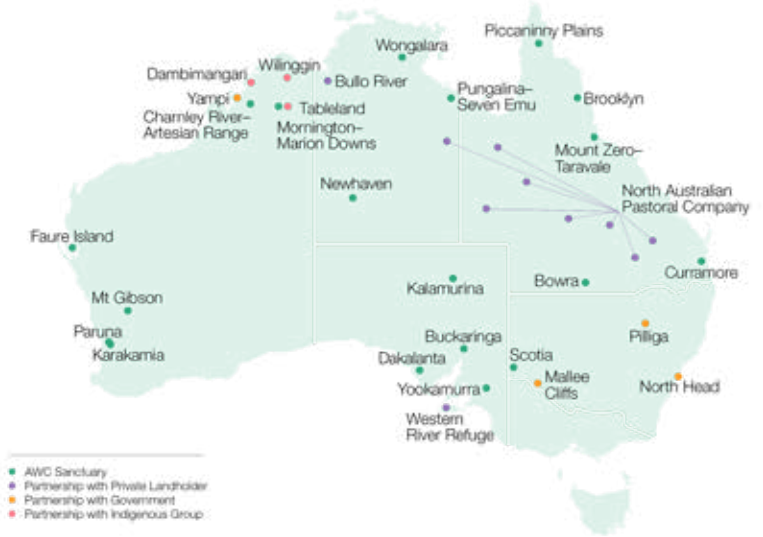 Piccaninny Plains
Wongalara
Wilinggin
Dambimangari
Bullo River
Yampi
Pungalina–
Seven Emu
Brooklyn
Charnley River–
Artesian Range
Tableland
Mornington–
Marion Downs
Mount Zero–
Taravale
Newhaven
North Australian
Pastoral Company
Faure Island
Curramore
Kalamurina
Bowra
Mt Gibson
Paruna
Karakamia
Buckaringa
Pilliga
Dakalanta
Scotia
Yookamurra
Mallee
Cliffs
North Head
Western
River Refuge
AWC Sanctuary
Partnership with Private Landholder
Partnership with Government
Partnership with Indigenous Group